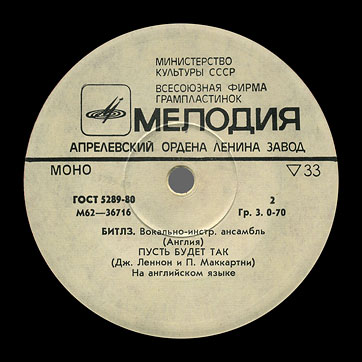 МИНИСТЕРСТВО
КУЛЬТУРЫ СССР
ВСЕСОЮЗНАЯ ФИРМА
ГРАМПЛАСТИНОК
МЕЛОДИЯ
АПРЕЛЕВСКИЙ ОРДЕНА ЛЕНИНА ЗАВОД
МОНО ▽33
ГОСТ 5289-80 2
М62—36716 Гр. 3. 0-70
БИТЛЗ. Вокально-инстр. ансамбль
(Англия)
ПУСТЬ БУДЕТ ТАК
(Дж. Леннон и П. Маккартни)
На английском языке